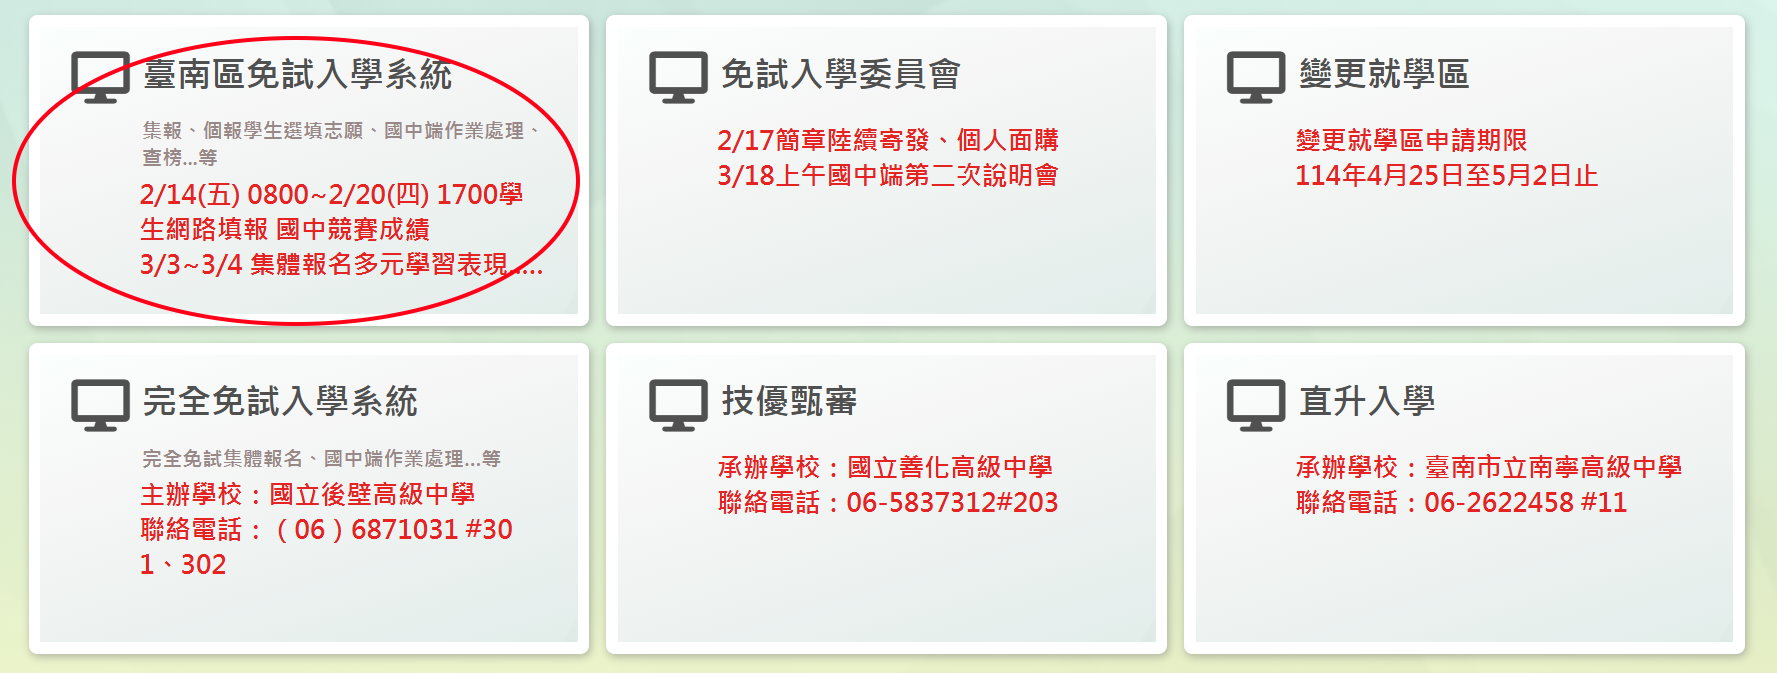 臺南區免試入學系統
集報、個報學生選填志願、國中端作業處理、
查榜...等
2/14(五) 0800~2/20(四) 1700學
生網路填報 國中競賽成績
3/3~3/4 集體報名多元學習表現.....
免試入學委員會
2/17簡章陸續寄發、個人面購
3/18上午國中端第二次說明會
變更就學區
變更就學區申請期限
114年4月25日至5月2日止
完全免試入學系統
完全免試集體報名、國中端作業處理...等
主辦學校：國立後壁高級中學
聯絡電話：（06）6871031 #30
1、302
技優甄審
承辦學校：國立善化高級中學
聯絡電話：06-5837312#203
直升入學
承辦學校：臺南市立南寧高級中學
聯絡電話：06-2622458 #11